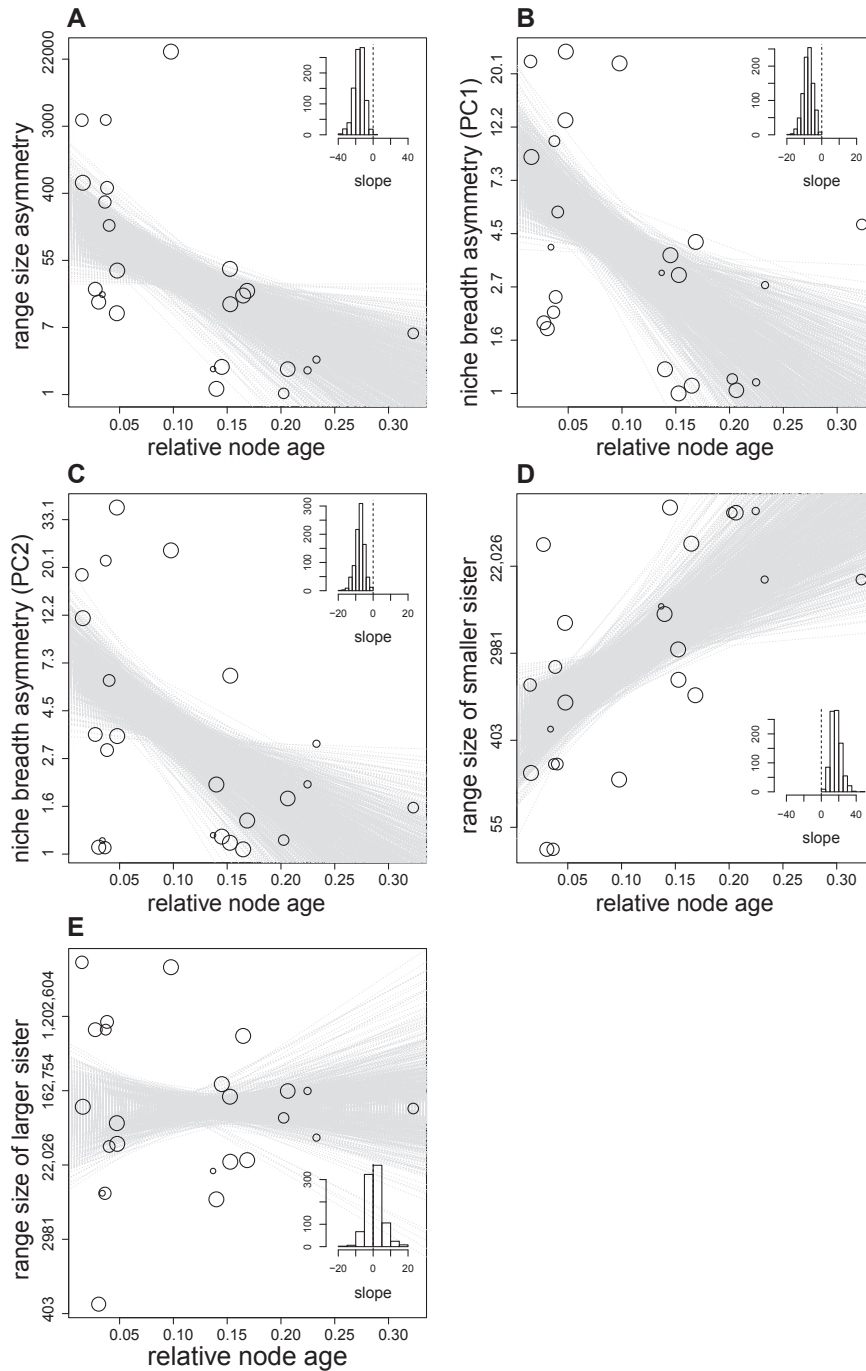 A
range size asymmetry
22000
3000
400
55
7
1
0.05 0.10 0.15 0.20 0.25 0.30
relative node age
200
100
0
−40 0 40
slope
B
niche breadth asymmetry (PC1)
20.1
12.2
7.3
4.5
2.7
1.6
1
0.05 0.10 0.15 0.20 0.25 0.30
relative node age
200
100
0
−40 0 40
slope
C
niche breadth asymmetry (PC2)
33.1
20.1
12.2
7.3
4.5
2.7
1.6
1
0.05 0.10 0.15 0.20 0.25 0.30
relative node age
300
200
100
0
−40 0 40
slope
D
range size of smaller sister
22,026
2981
403
55
0.05 0.10 0.15 0.20 0.25 0.30
relative node age
200
100
0
−40 0 40
slope
E
range size of larger sister
1,202,604
162,754
22,026
2981
403
0.05 0.10 0.15 0.20 0.25 0.30
relative node age
300
200
100
0
−20 0 20
slope